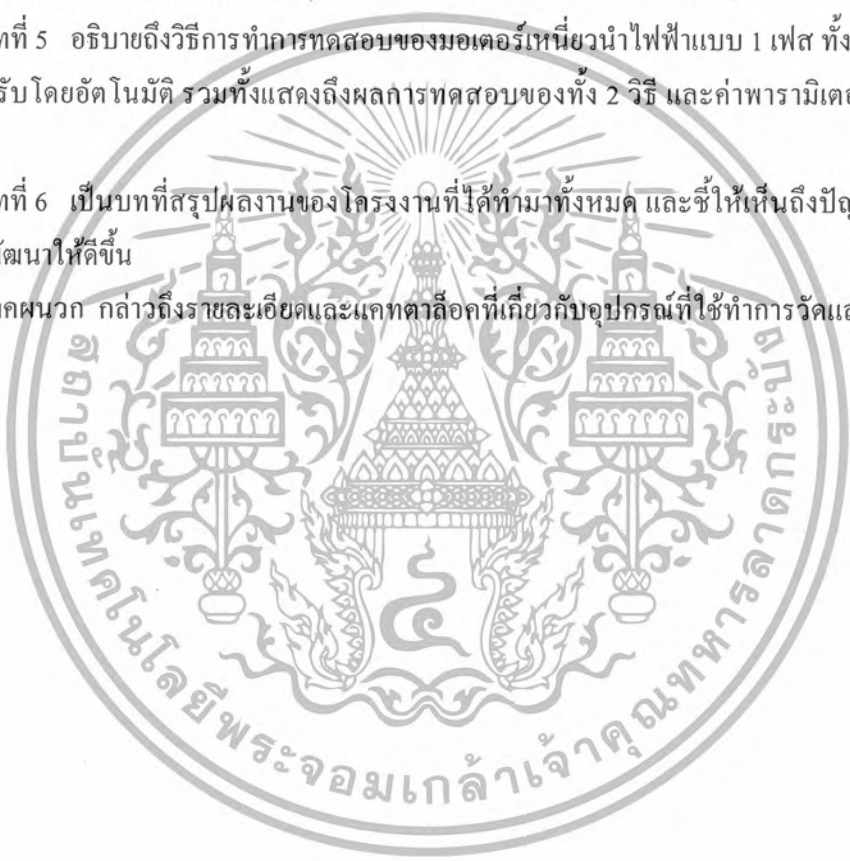 ที่ 5 อธิบายถึงวิธีการทำการทดสอบของมอเตอร์เหนี่ยวนำไฟฟ้าแบบ 1 เฟส ทั้ง
รับโดยอัตโนมัติ รวมทั้งแสดงถึงผลการทดสอบของทั้ง 2 วิธี และค่าพารามิเตอ
ที่ 6 เป็นบทที่สรุปผลงานของโครงงานที่ได้ทำมาทั้งหมด และชี้ให้เห็นถึงปัญ
ัฒนาให้ดีขึ้น
คผนวก กล่าวถึงรายละเอียดและแคทตาล็อคที่เกี่ยวกับอุปกรณ์ที่ใช้ทำการวัดแล
สถาบันเทคโนโลยีพระจอมเกล้าเจ้าคุณทหารลาดกระบัง